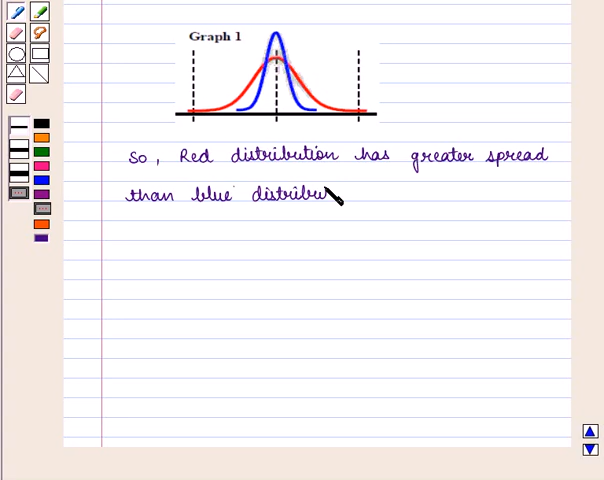 Graph 1
So, Red distribution has greater spread
than blue distribu